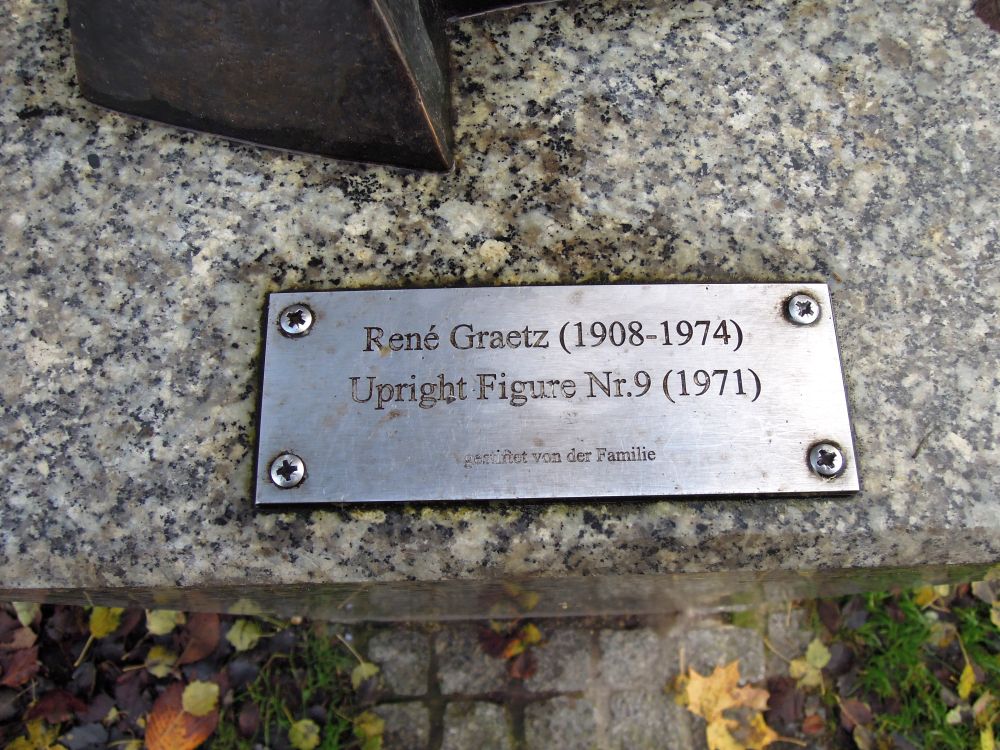 René Graetz (1908-1974)
Upright Figure Nr.9 (1971)
gestiftet von der Familie